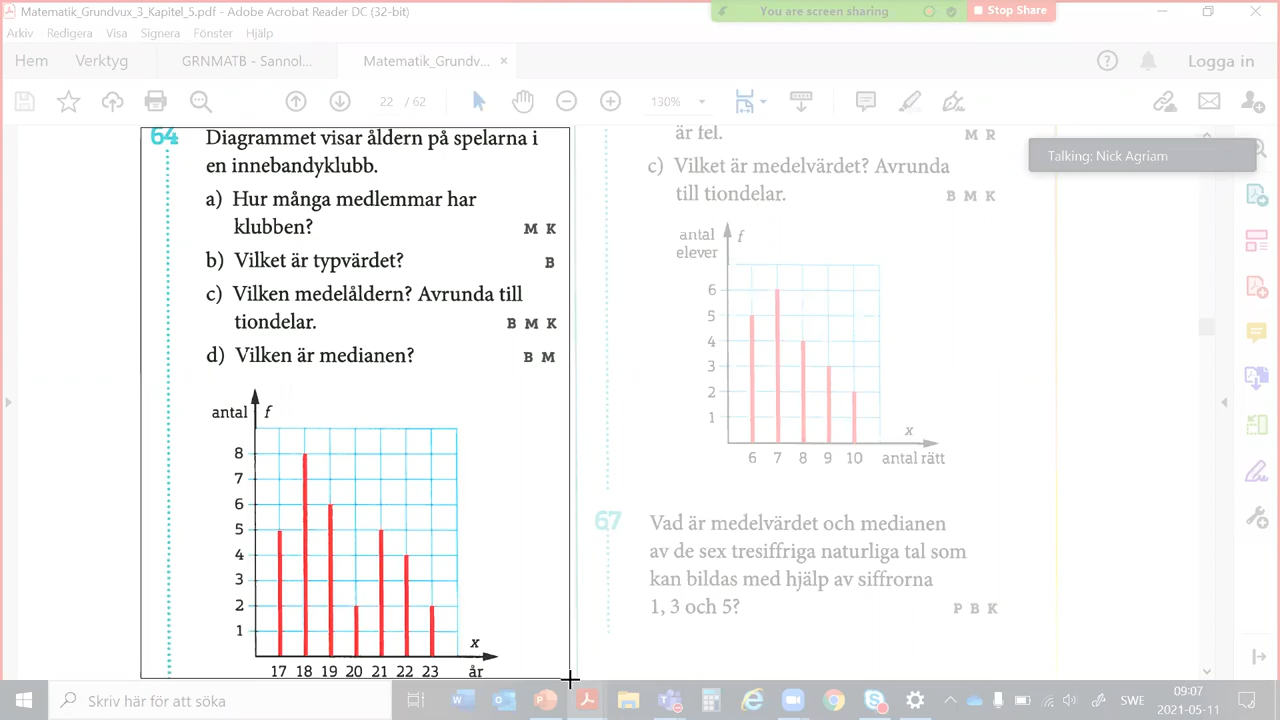 Matematik_Grundvux_3_Kapitel_5.pdf - Adobe Acrobat Reader DC (32-bit)
You are screen sharing
Stop Share
Arkiv Redigera Visa Signera Fönster Hjälp
Hem Verktyg GRNMATB - Sannol... Matematik_Grundv... × Logga in
22 / 62 130%
Talking: Nick Agriam
64 Diagrammet visar åldern på spelarna i
en innebandyklubb.
a) Hur många medlemmar har
klubben? M K
b) Vilket är typvärdet? B
c) Vilken medelåldern? Avrunda till
tiondelar. B M K
d) Vilken är medianen? B M
antal f
8
7
6
5
4
3
2
1
x
17 18 19 20 21 22 23 år
är fel. M R
c) Vilket är medelvärdet? Avrunda
till tiondelar. B M K
antal f
elever
6
5
4
3
2
1
x
6 7 8 9 10 antal rätt
67 Vad är medelvärdet och medianen
av de sex tresiffriga naturliga tal som
kan bildas med hjälp av siffrorna
1, 3 och 5? P B K
Skriv här för att söka
SWE
09:07
2021-05-11